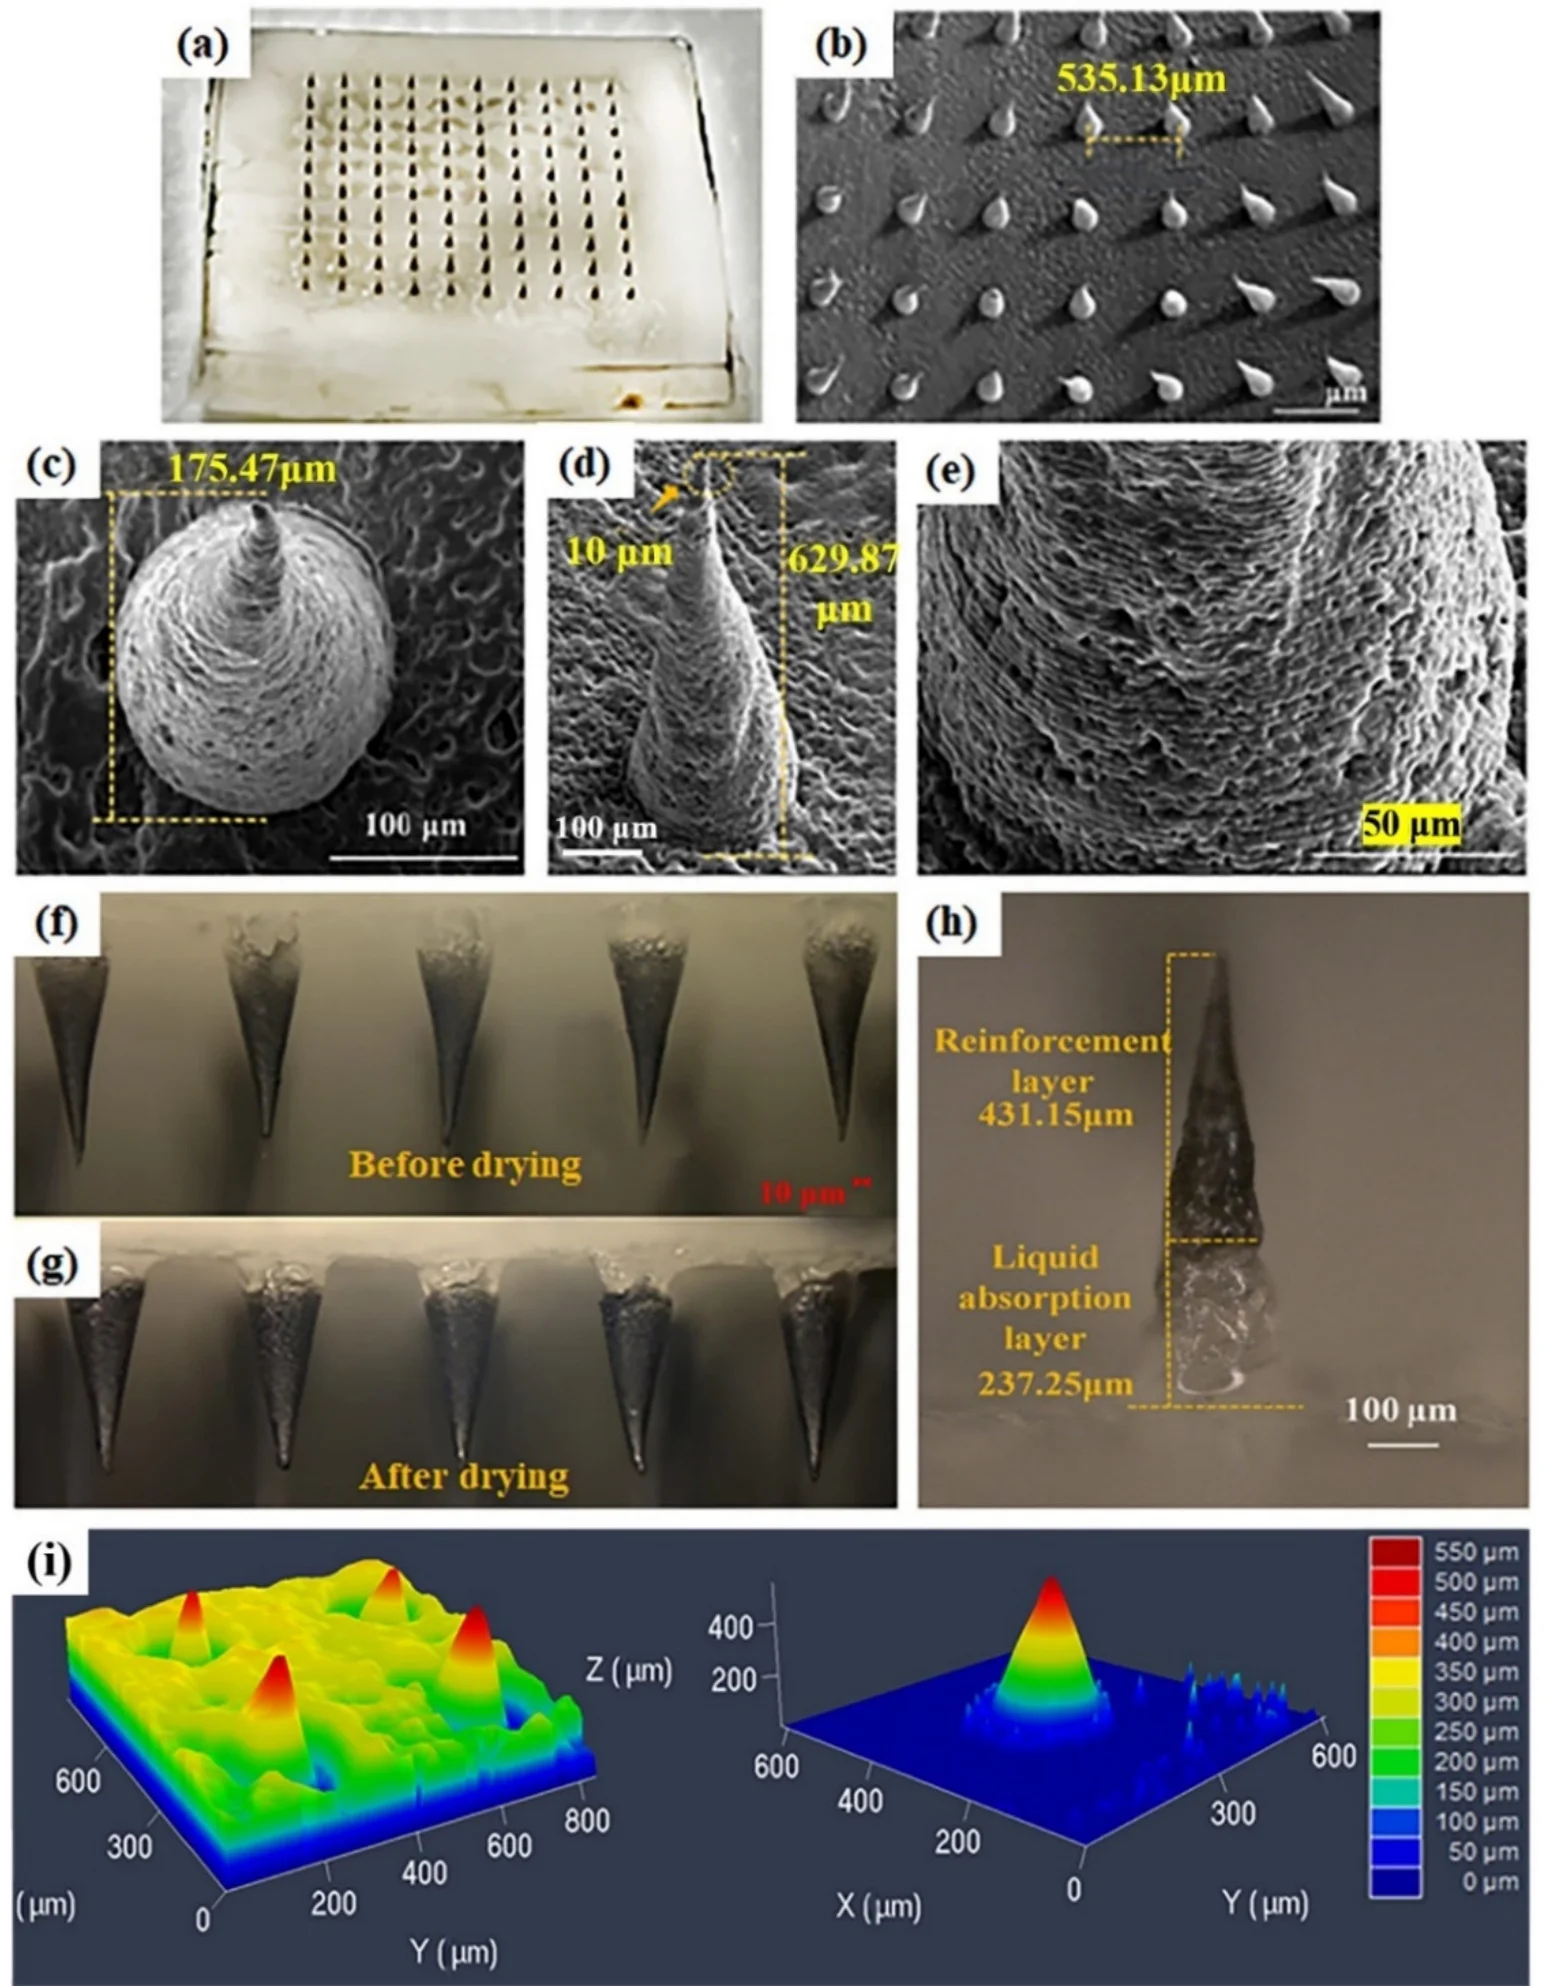 (a)
(b)
535.13μm
μm
(c)
175.47μm
100 μm
(d)
10 μm
629.87
μm
100 μm
(e)
50 μm
(f)
Before drying
10 μm
(g)
After drying
(h)
Reinforcement
layer
431.15μm
Liquid
absorption
layer
237.25μm
100 μm
(i)
600
300
0
(μm)
200
400
600
800
Y (μm)
Z (μm)
400
200
600
400
200
0
X (μm)
300
600
Y (μm)
550 μm
500 μm
450 μm
400 μm
350 μm
300 μm
250 μm
200 μm
150 μm
100 μm
50 μm
0 μm